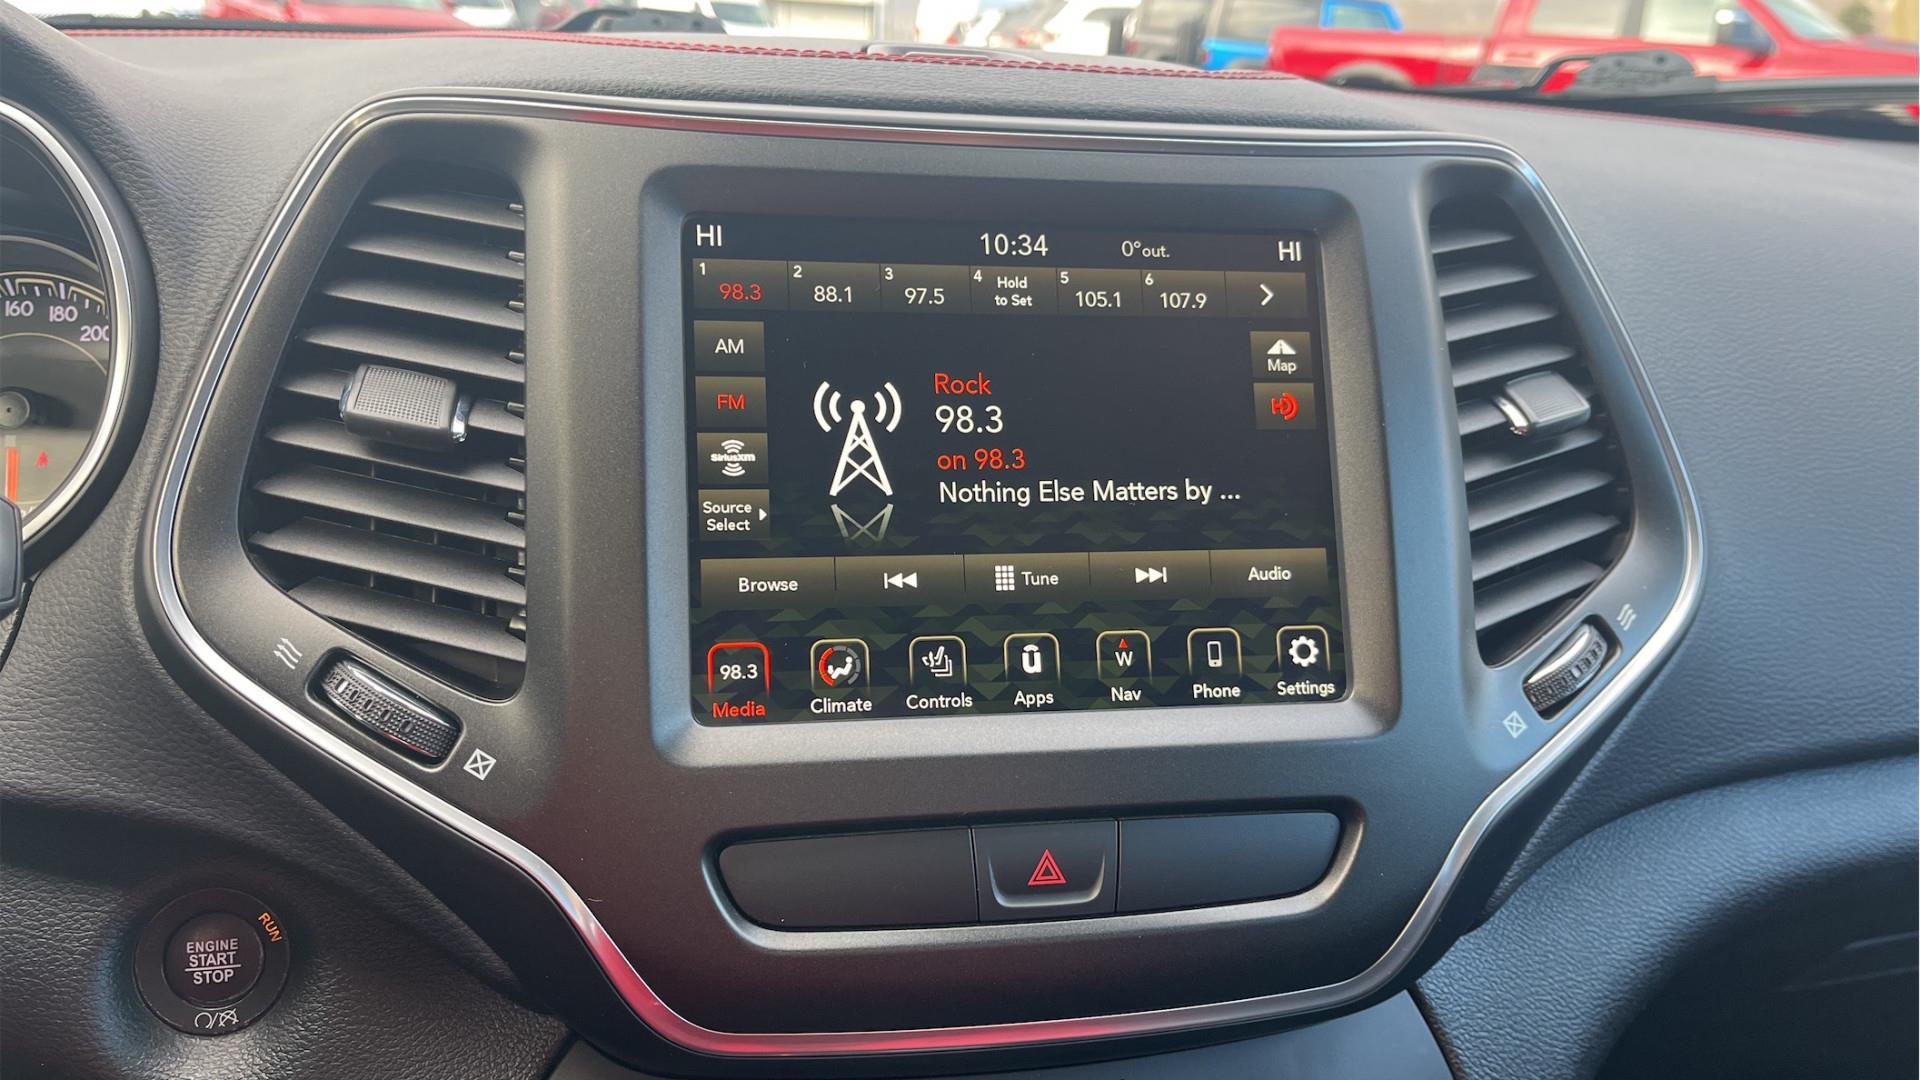 HI
10:34
0°out.
HI
1 98.3
2 88.1
3 97.5
4 Hold
to Set
5 105.1
6 107.9
AM
FM
SiriusXM
Source
Select
Map
HD
Rock
98.3
on 98.3
Nothing Else Matters by ...
Browse
Tune
Audio
98.3
Media
Climate
Controls
Apps
W
Nav
Phone
Settings
160
180
200
ENGINE
START
STOP
RUN